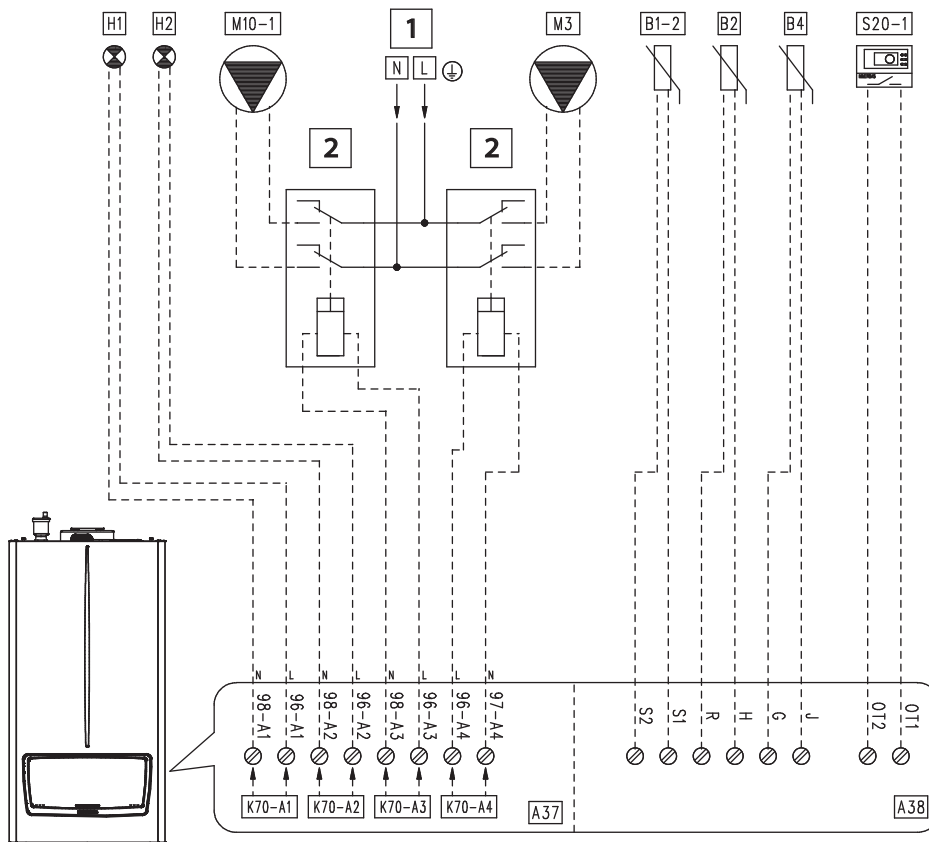 H1 H2 M10-1 1 M3 B1-2 B2 B4 S20-1
N L
2 2
N L N L N L L N
98-A1 96-A1 98-A2 96-A2 98-A3 96-A3 96-A4 97-A4 S2 S1 R H G J OT2 OT1
K70-A1 K70-A2 K70-A3 K70-A4 A37 A38